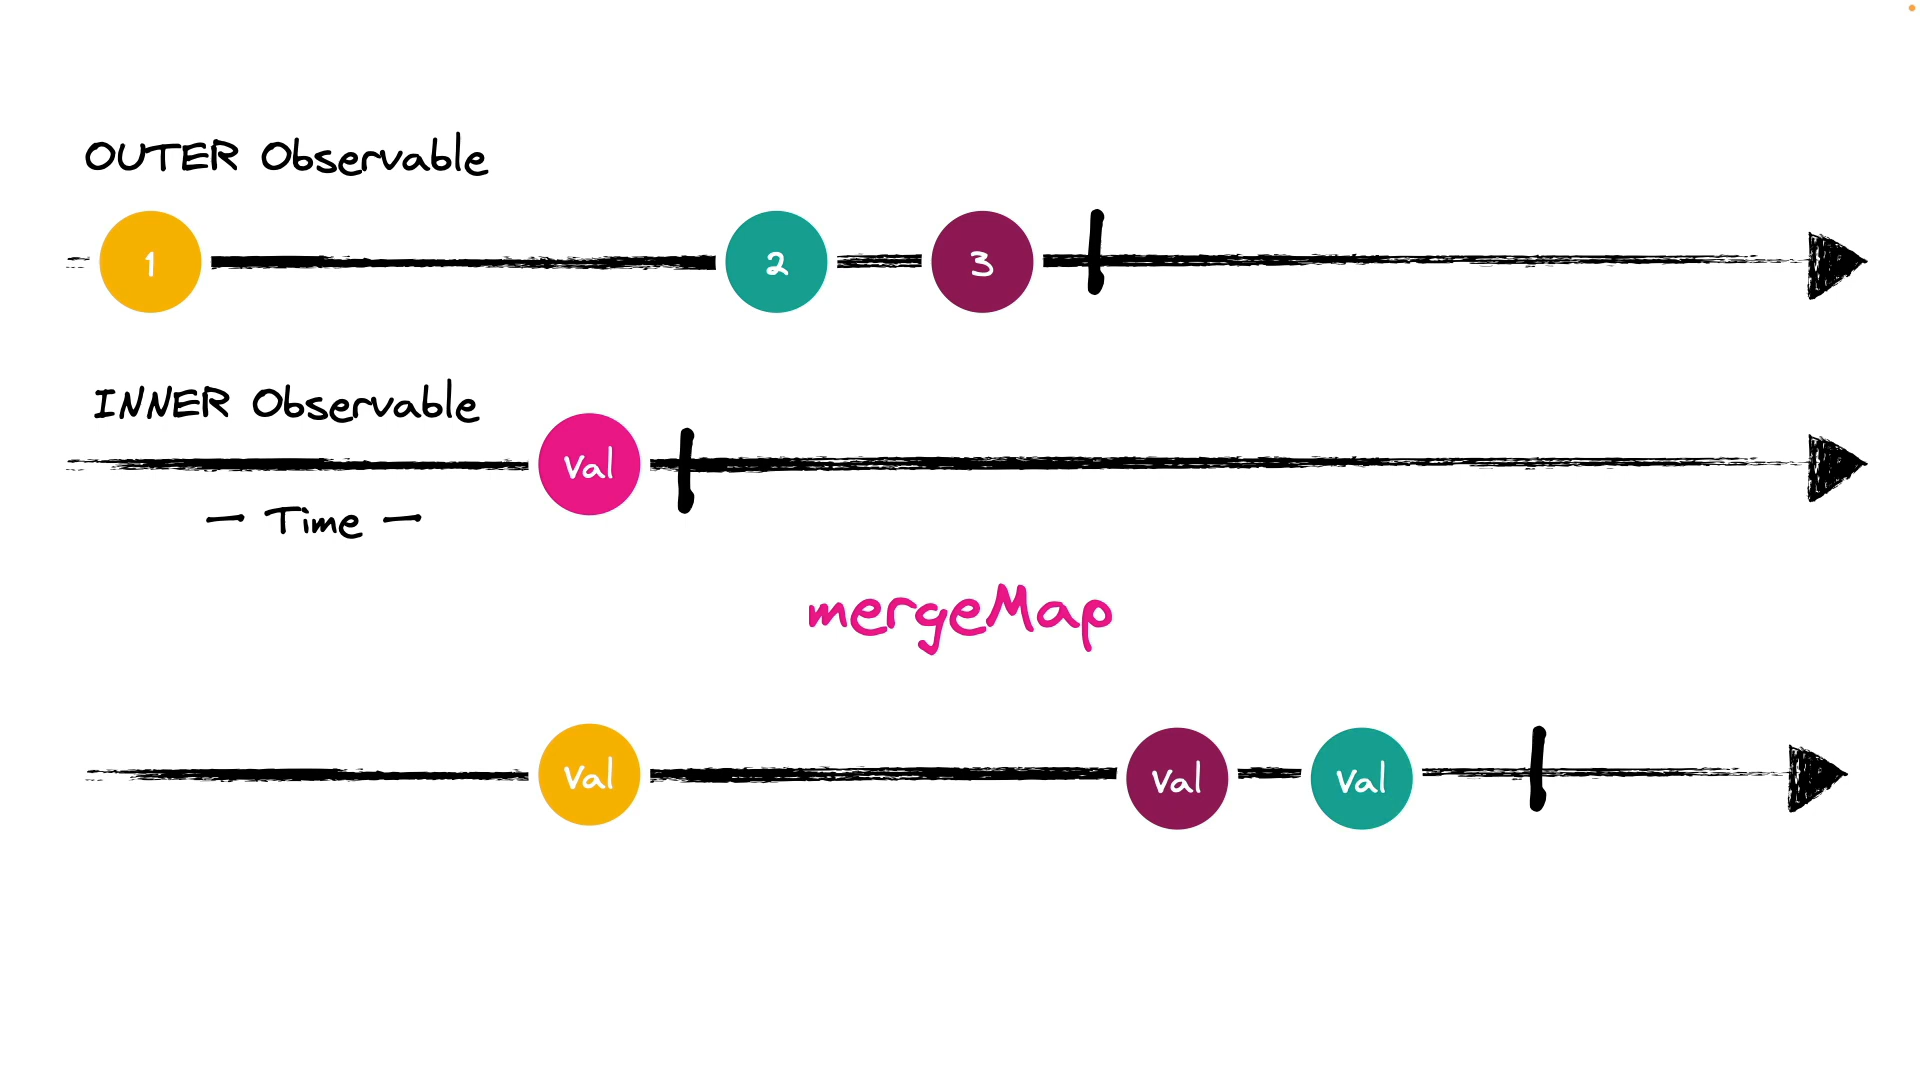 OUTER Observable
1 2 3
INNER Observable
Val
— Time —
mergeMap
Val Val Val